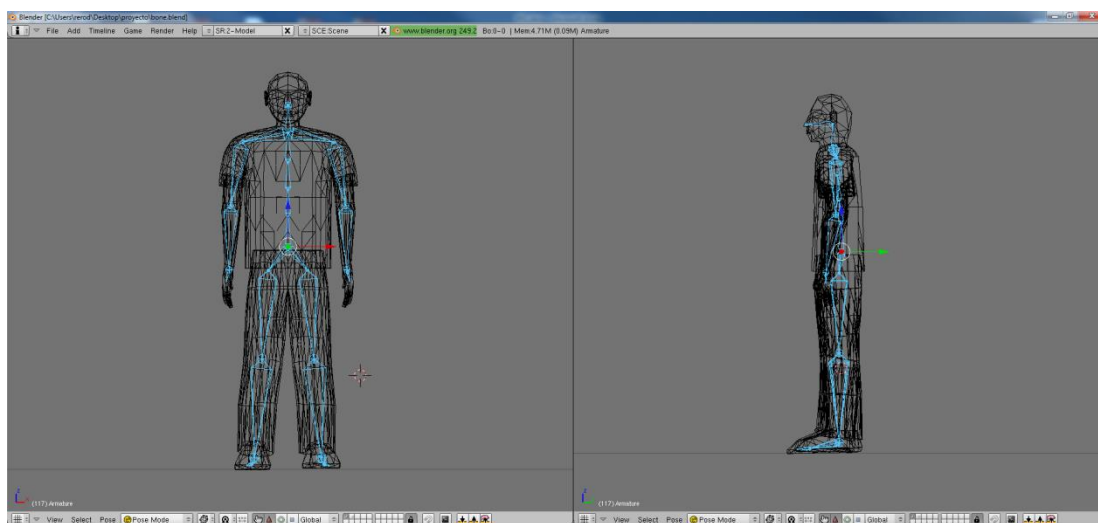 Blender [C:\Users\rerod\Desktop\proyecto\bone.blend]
File Add Timeline Game Render Help SR:2-Model X SCE:Scene X www.blender.org 249.2 Bo:0-0 | Mem:4.71M (0.09M) Armature
z
x
(117) Armature
z
(117) Armature
View Select Pose Pose Mode Global
View Select Pose Pose Mode Global